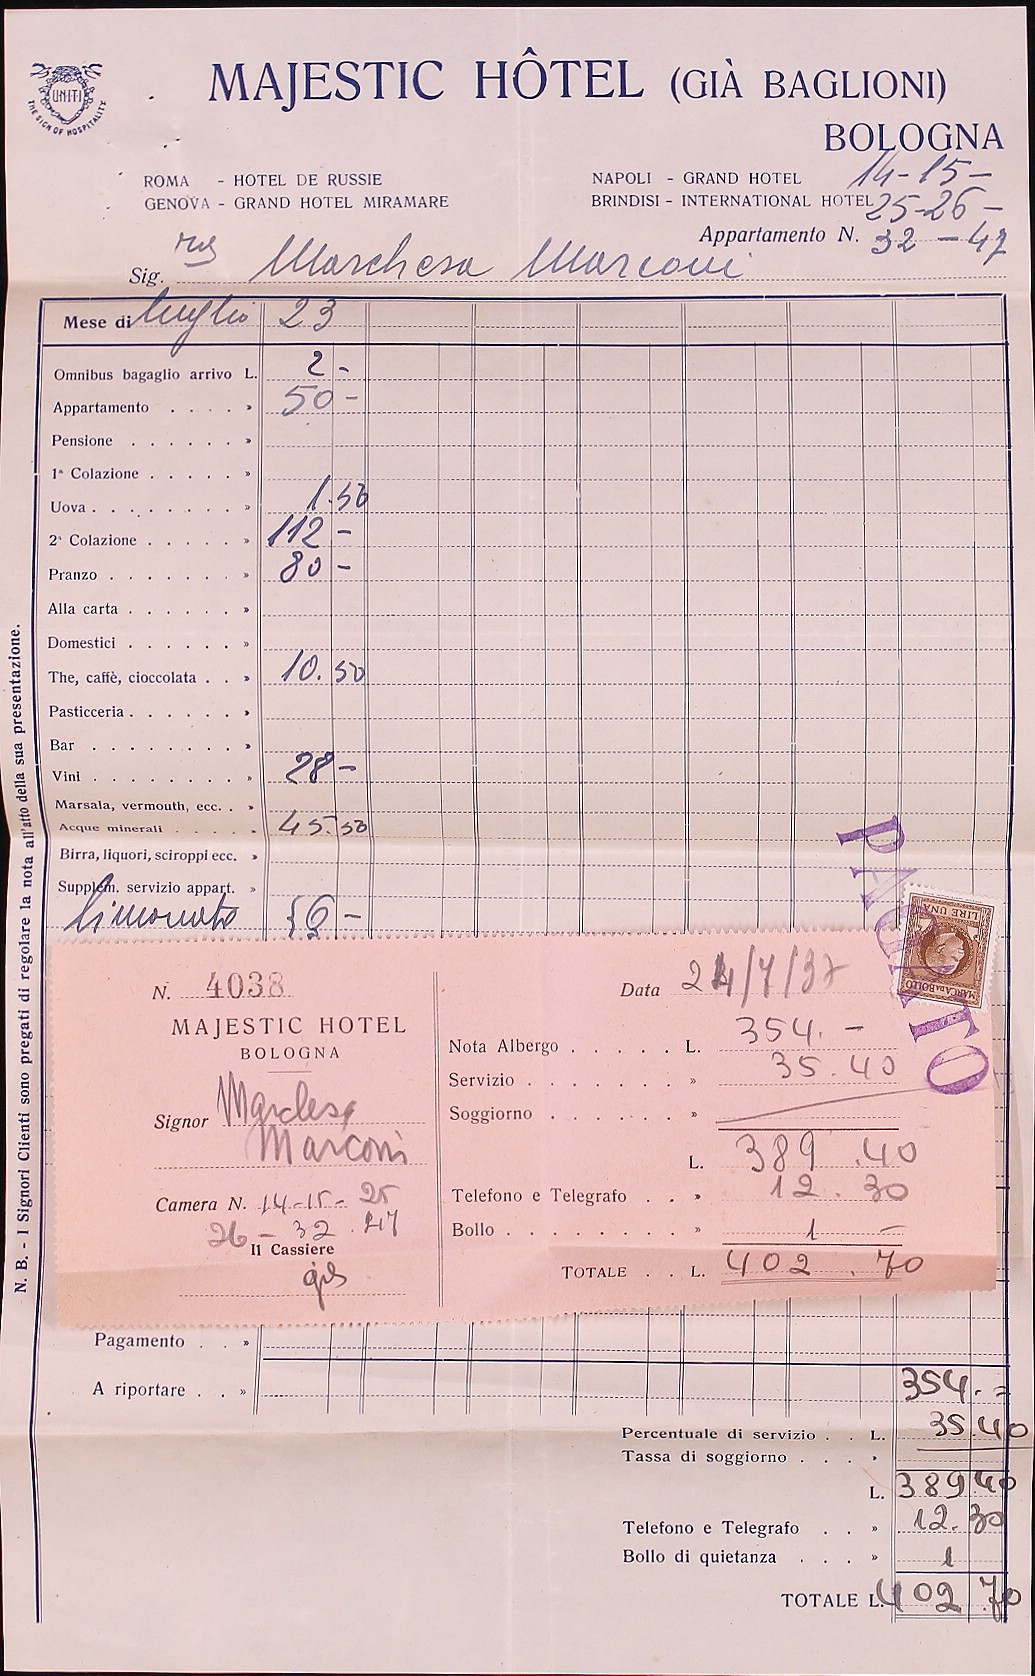 UNITI
THE SIGN OF HOSPITALITY
MAJESTIC HÔTEL (GIÀ BAGLIONI)
BOLOGNA
ROMA - HOTEL DE RUSSIE
GENOVA - GRAND HOTEL MIRAMARE
NAPOLI - GRAND HOTEL
BRINDISI - INTERNATIONAL HOTEL
14-15-
25-26-
Appartamento N. 32-47
Sig. Marchesa Marconi
Mese di luglio 23
Omnibus bagaglio arrivo L. 2 -
Appartamento . . . . » 50 -
Pensione . . . . . . »
1ª Colazione . . . . . »
Uova . . . . . . . . » 1.50
2ª Colazione . . . . . » 112 -
Pranzo . . . . . . . » 80 -
Alla carta . . . . . . »
Domestici . . . . . . »
The, caffè, cioccolata . . » 10.50
Pasticceria . . . . . . »
Bar . . . . . . . . »
Vini . . . . . . . . » 28 -
Marsala, vermouth, ecc. . »
Acque minerali . . . . . » 45.50
Birra, liquori, sciroppi ecc. »
Supplem. servizio appart. »
limonate
PAGATO
LIRE UNA
MARCA DA BOLLO
N. 4038
MAJESTIC HOTEL
BOLOGNA
Signor Marchesa
Marconi
Camera N. 14-15-25
26-32.47
Il Cassiere
Data 24/7/37
Nota Albergo . . . . . L. 354. -
Servizio . . . . . . . » 35.40
Soggiorno . . . . . . »
L. 389.40
Telefono e Telegrafo . . » 12.30
Bollo . . . . . . . . » 1 -
TOTALE . . L. 402.70
Pagamento . . »
A riportare . . » 354. =
Percentuale di servizio . . L. 35.40
Tassa di soggiorno . . . »
L. 389 40
Telefono e Telegrafo . . » 12.30
Bollo di quietanza . . . » 1
TOTALE L. 402 70
N. B. - I Signori Clienti sono pregati di regolare la nota all'atto della sua presentazione.